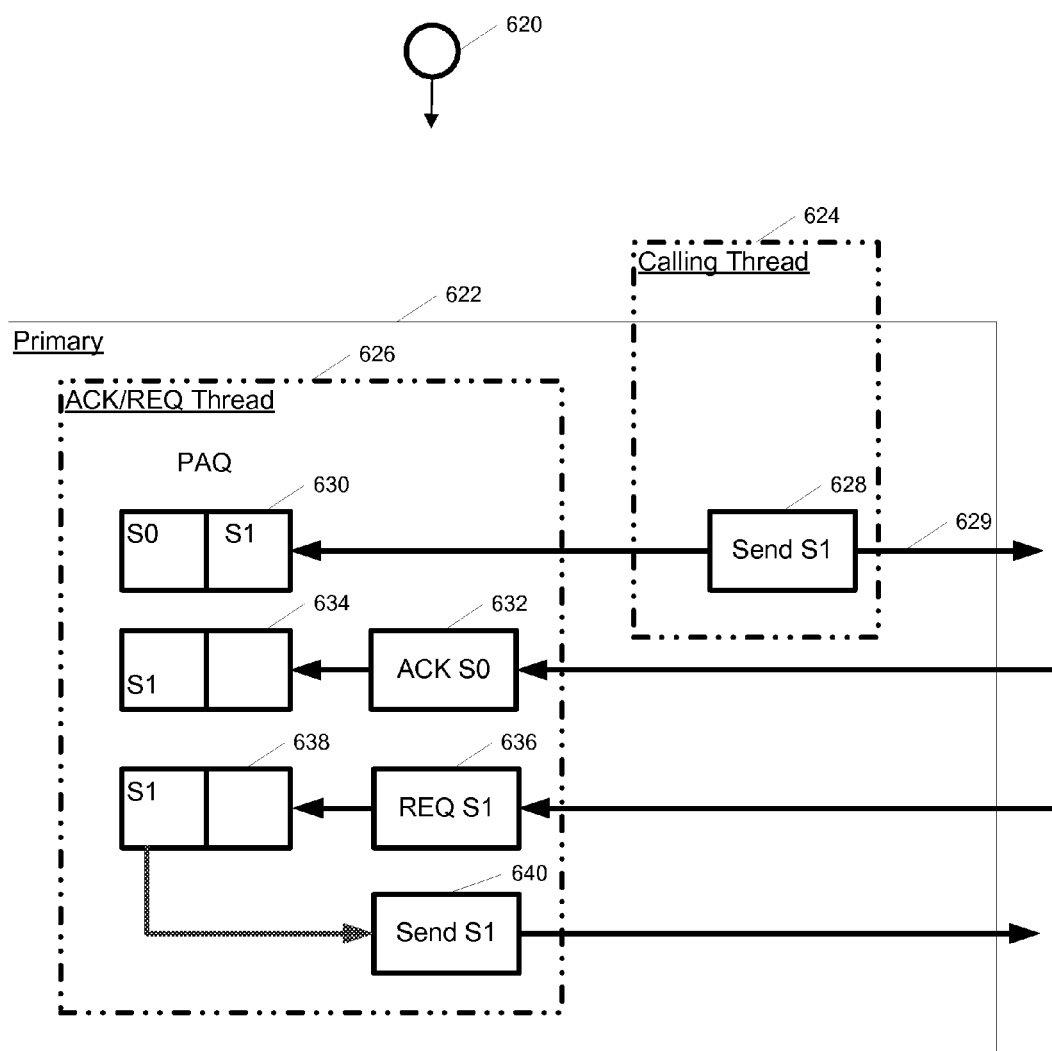 620
624
Calling Thread
622
Primary
626
ACK/REQ Thread
PAQ
630
628
S0 S1
Send S1
629
634
632
S1
ACK S0
638
636
S1
REQ S1
640
Send S1